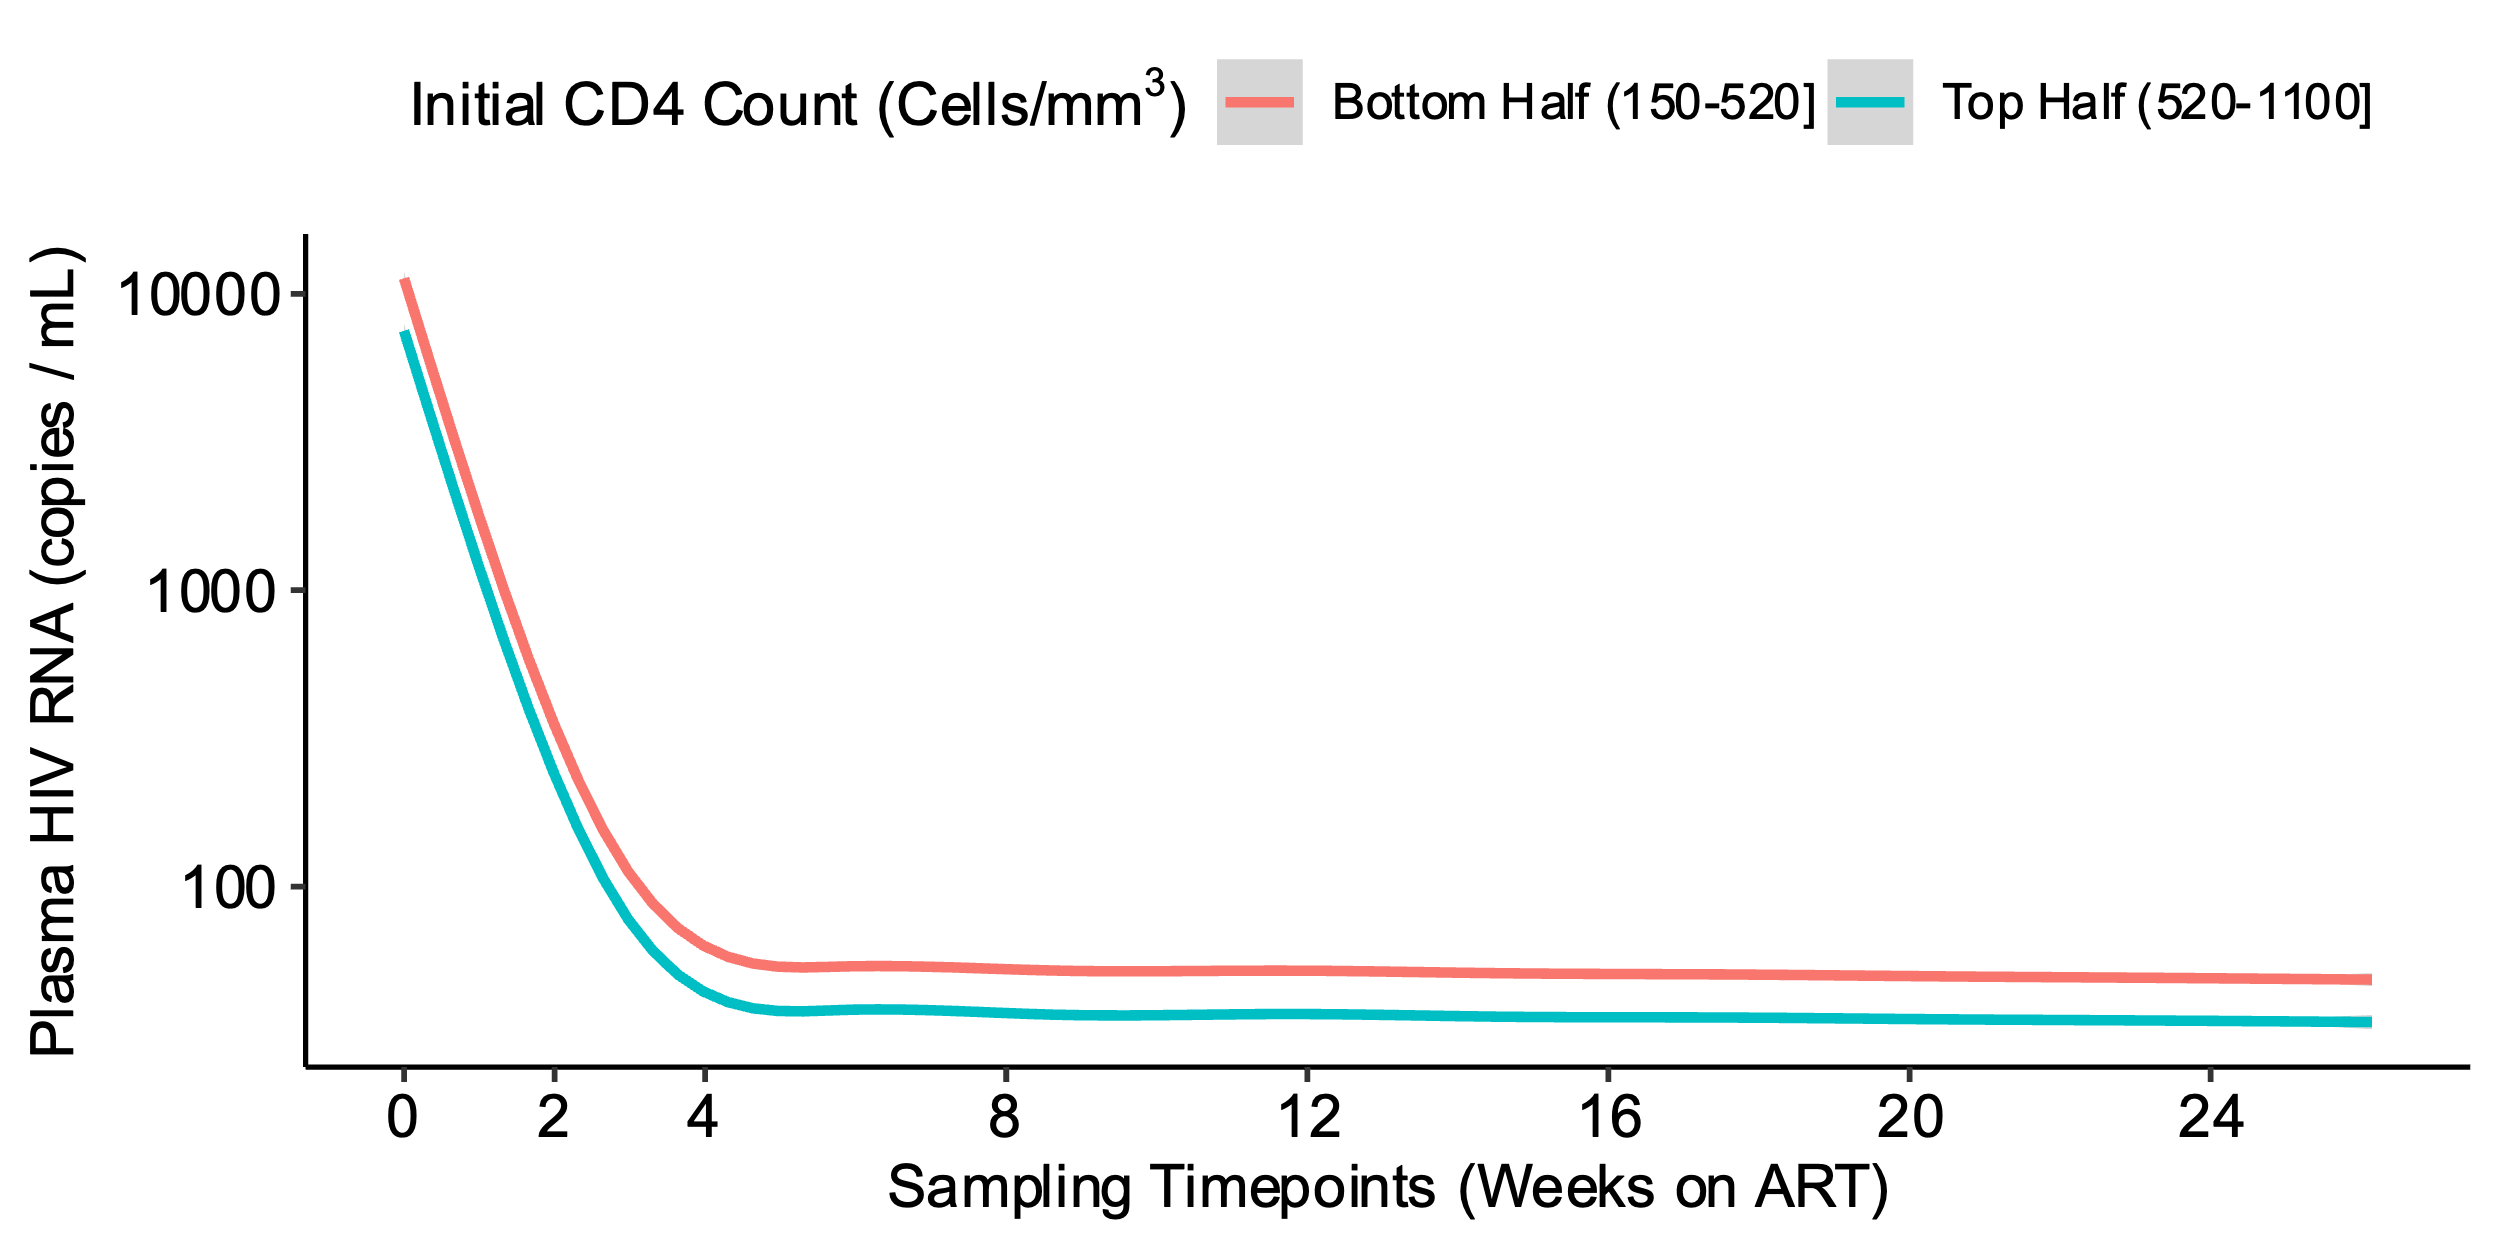 Initial CD4 Count (Cells/mm³) Bottom Half (150-520] Top Half (520-1100]
Plasma HIV RNA (copies / mL)
10000
1000
100
0 2 4 8 12 16 20 24
Sampling Timepoints (Weeks on ART)